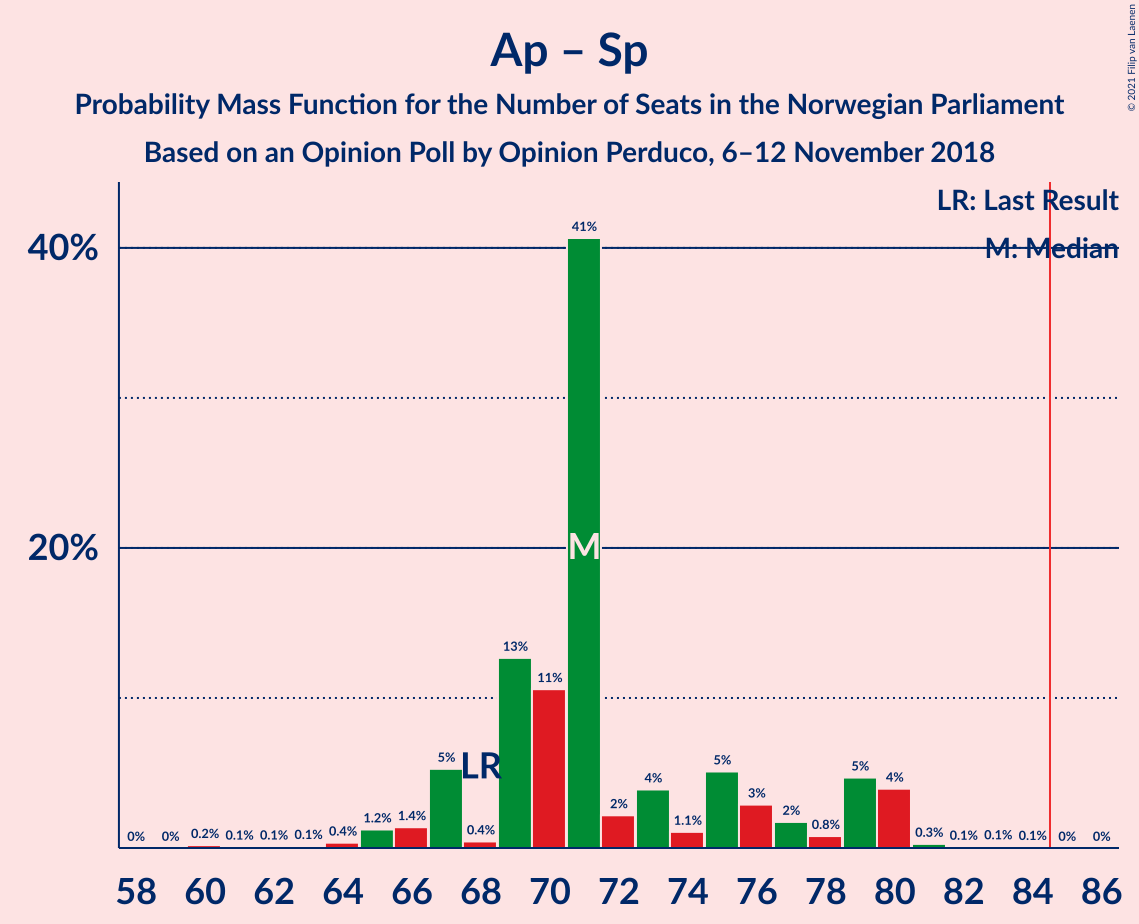 Ap – Sp
Probability Mass Function for the Number of Seats in the Norwegian Parliament
Based on an Opinion Poll by Opinion Perduco, 6–12 November 2018
© 2021 Filip van Laenen
LR: Last Result
M: Median
40%
20%
0% 0% 0.2% 0.1% 0.1% 0.1% 0.4% 1.2% 1.4% 5% 0.4% 13% 11% 41% 2% 4% 1.1% 5% 3% 2% 0.8% 5% 4% 0.3% 0.1% 0.1% 0.1% 0% 0%
LR
M
58 60 62 64 66 68 70 72 74 76 78 80 82 84 86